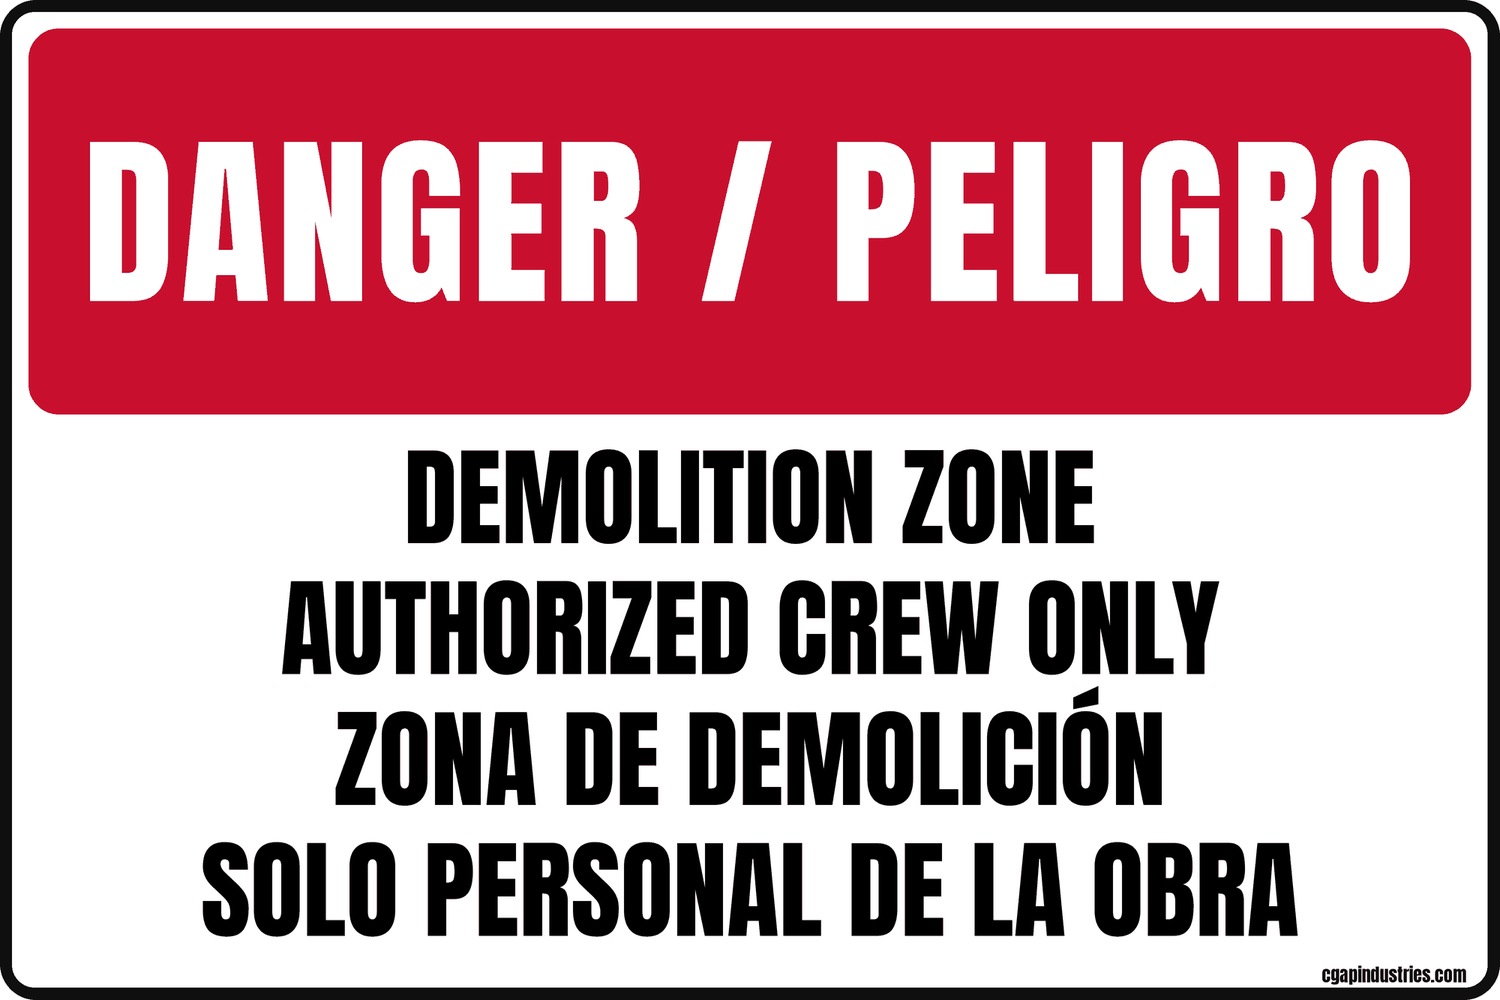 DANGER / PELIGRO
DEMOLITION ZONE
AUTHORIZED CREW ONLY
ZONA DE DEMOLICIÓN
SOLO PERSONAL DE LA OBRA
cgapindustries.com